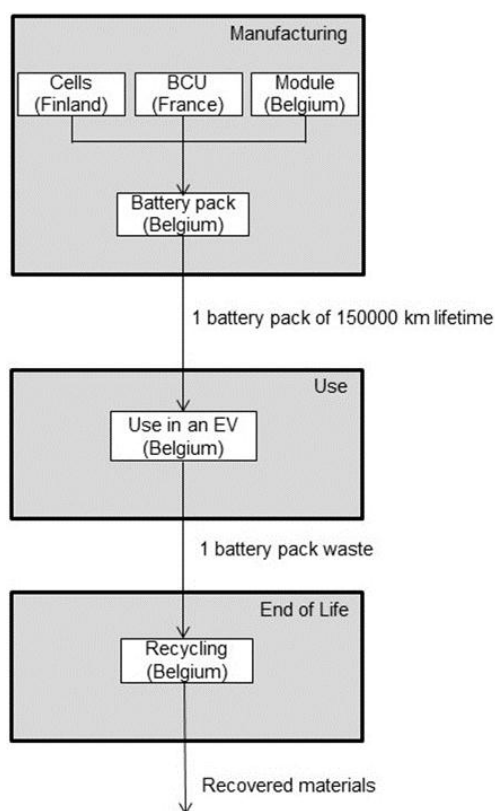 Manufacturing
Cells
(Finland)
BCU
(France)
Module
(Belgium)
Battery pack
(Belgium)
1 battery pack of 150000 km lifetime
Use
Use in an EV
(Belgium)
1 battery pack waste
End of Life
Recycling
(Belgium)
Recovered materials